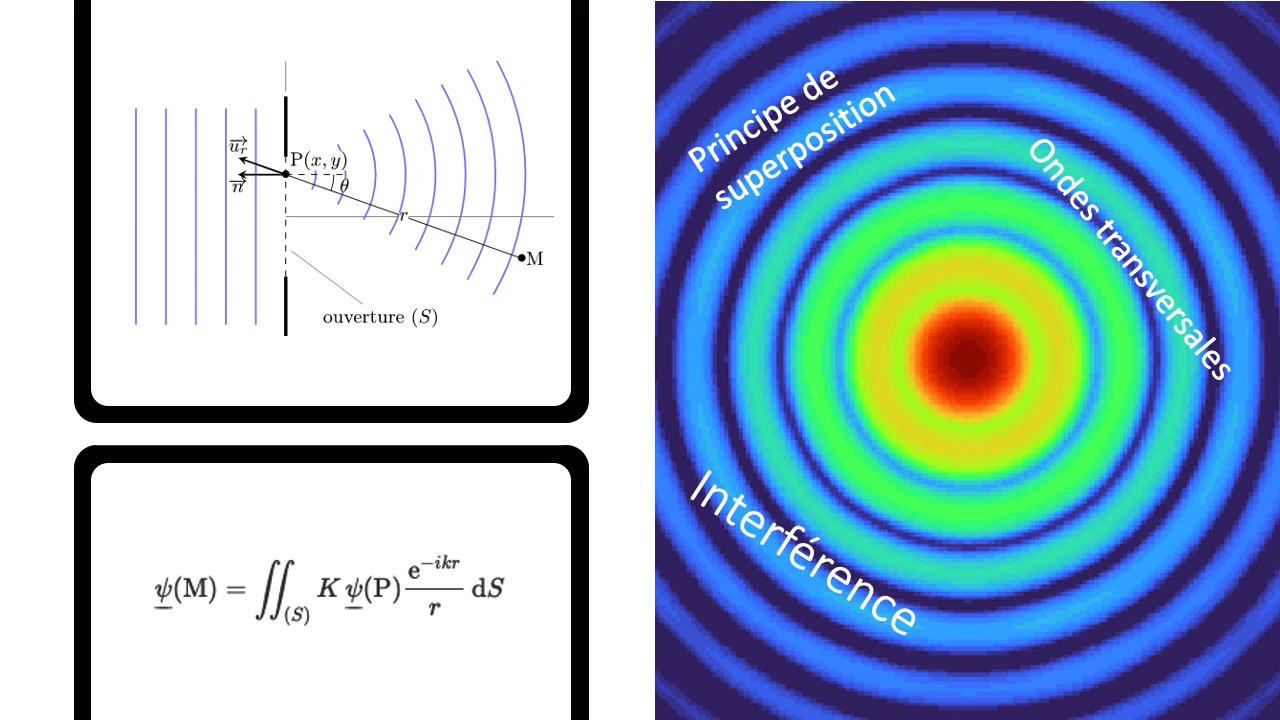 u⃗r
n⃗
P(x, y)
θ
r
M
ouverture (S)
ψ(M) = ∬(S) K ψ(P) e^−ikr / r dS
Principe de
superposition
Ondes transversales
Interférence